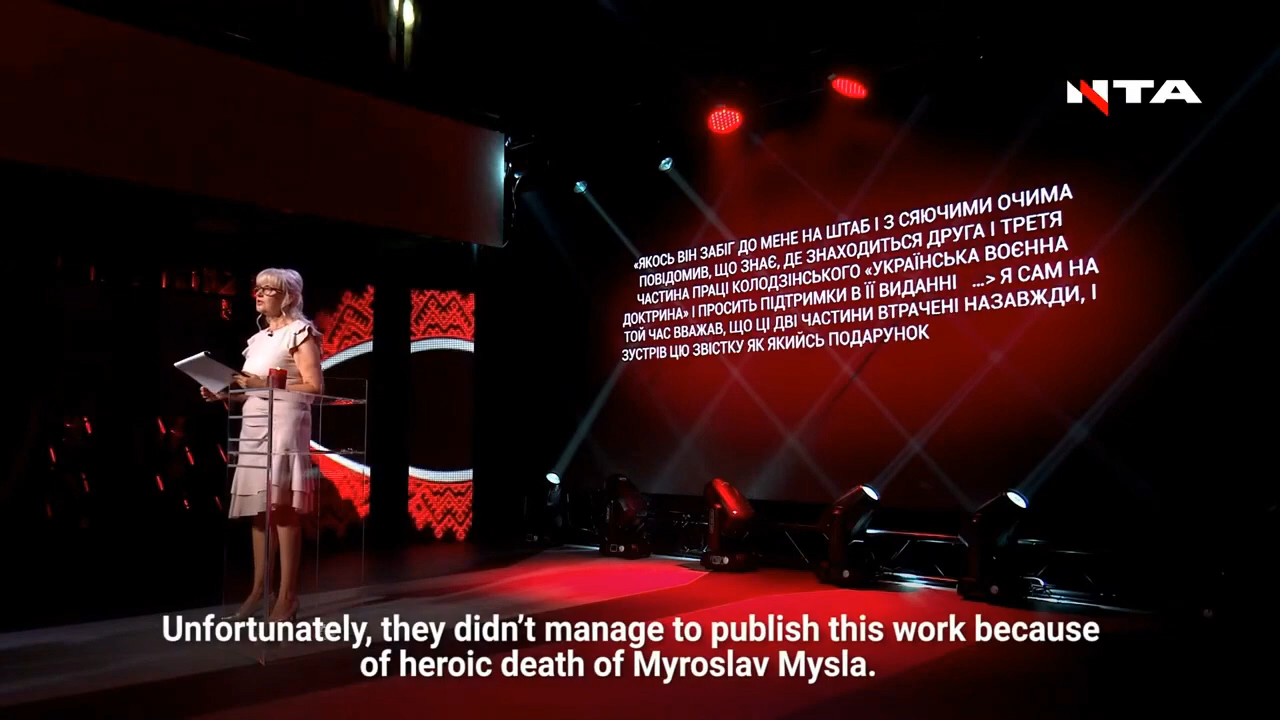 NTA
«ЯКОСЬ ВІН ЗАБІГ ДО МЕНЕ НА ШТАБ І З СЯЮЧИМИ ОЧИМА
ПОВІДОМИВ, ЩО ЗНАЄ, ДЕ ЗНАХОДИТЬСЯ ДРУГА І ТРЕТЯ
ЧАСТИНА ПРАЦІ КОЛОДЗІНСЬКОГО «УКРАЇНСЬКА ВОЄННА
ДОКТРИНА» І ПРОСИТЬ ПІДТРИМКИ В ЇЇ ВИДАННІ ...> Я САМ НА
ТОЙ ЧАС ВВАЖАВ, ЩО ЦІ ДВІ ЧАСТИНИ ВТРАЧЕНІ НАЗАВЖДИ, І
ЗУСТРІВ ЦЮ ЗВІСТКУ ЯК ЯКИЙСЬ ПОДАРУНОК
Unfortunately, they didn’t manage to publish this work because
of heroic death of Myroslav Mysla.